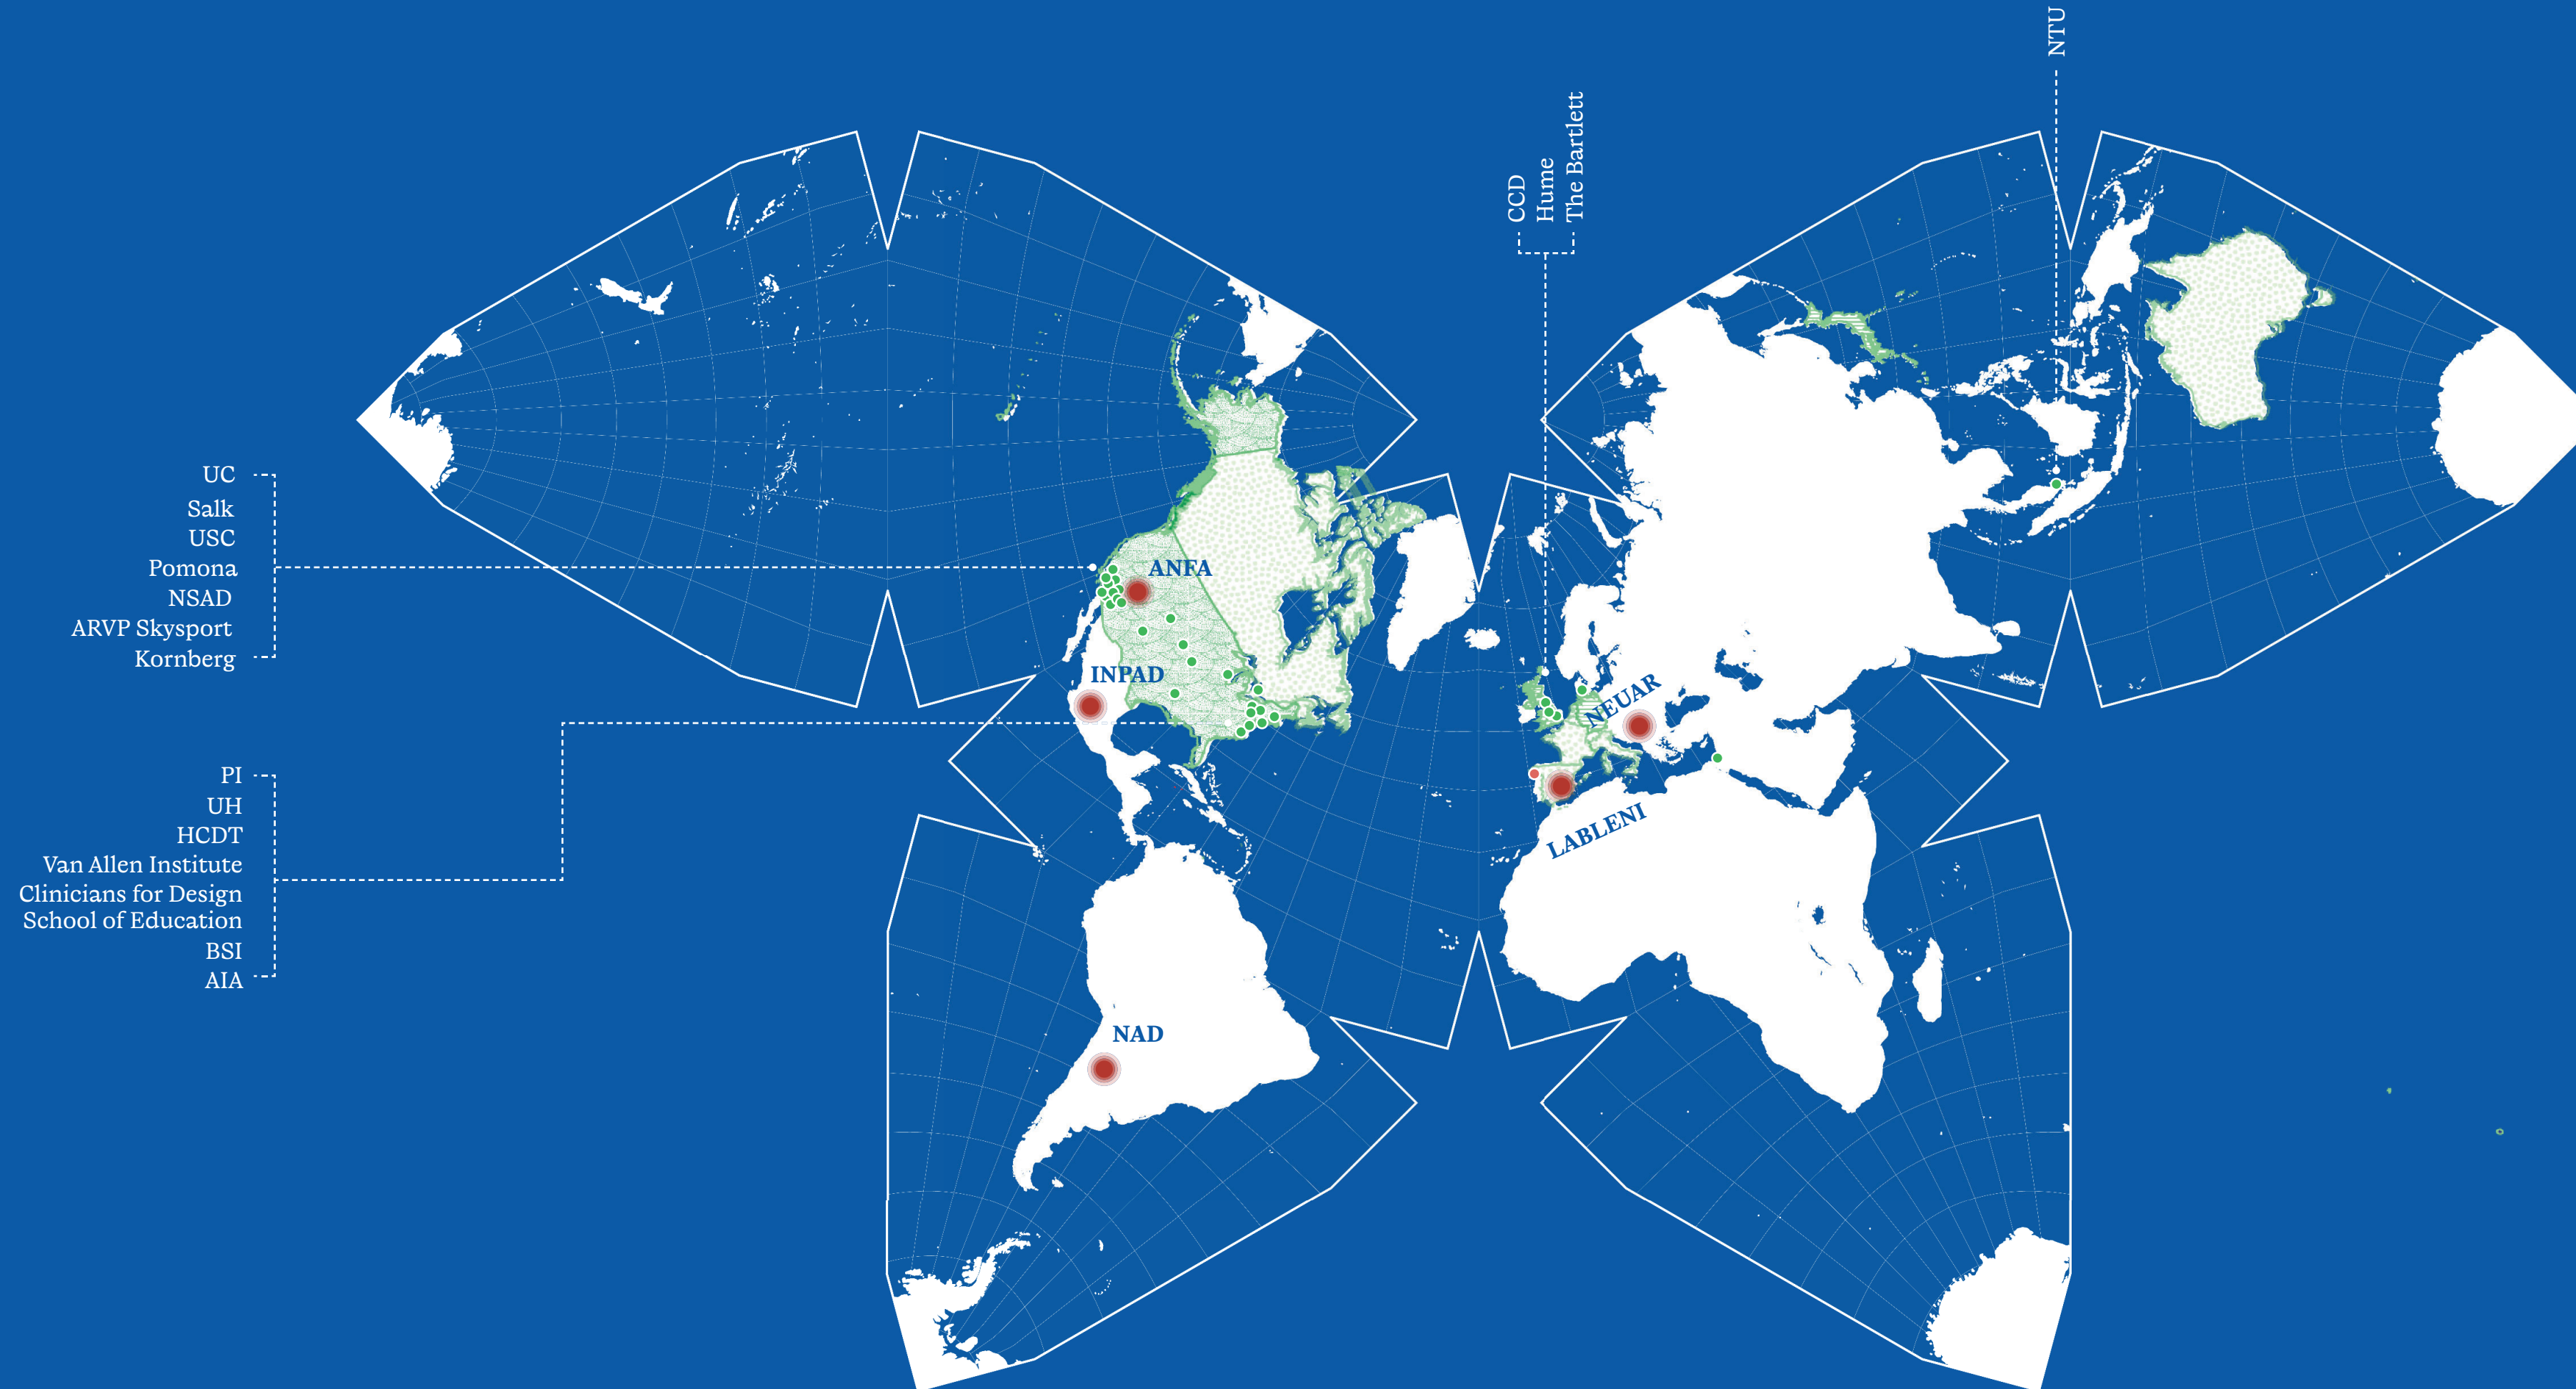 NTU
CCD
Hume
The Bartlett
UC
Salk
USC
Pomona
NSAD
ARVP Skysport
Kornberg
ANFA
INPAD
NEUAR
LABLENI
PI
UH
HCDT
Van Allen Institute
Clinicians for Design
School of Education
BSI
AIA
NAD